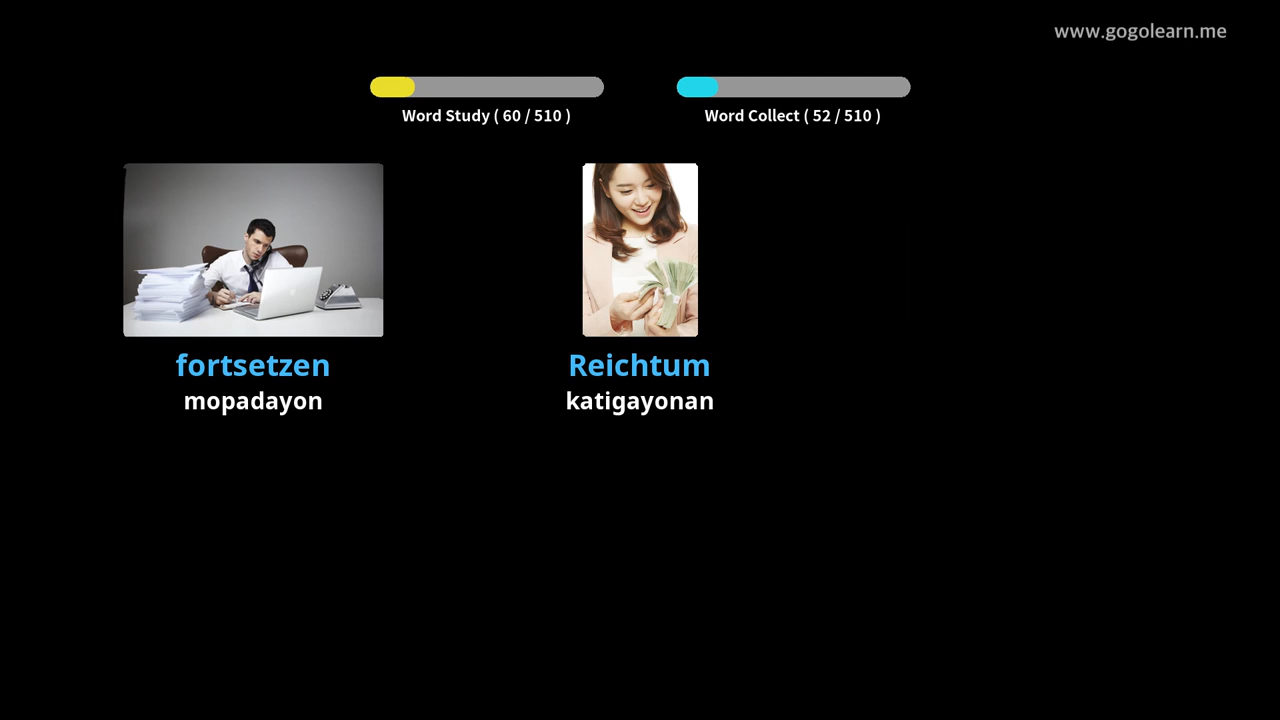 www.gogolearn.me
Word Study ( 60 / 510 )
Word Collect ( 52 / 510 )
fortsetzen
mopadayon
Reichtum
katigayonan